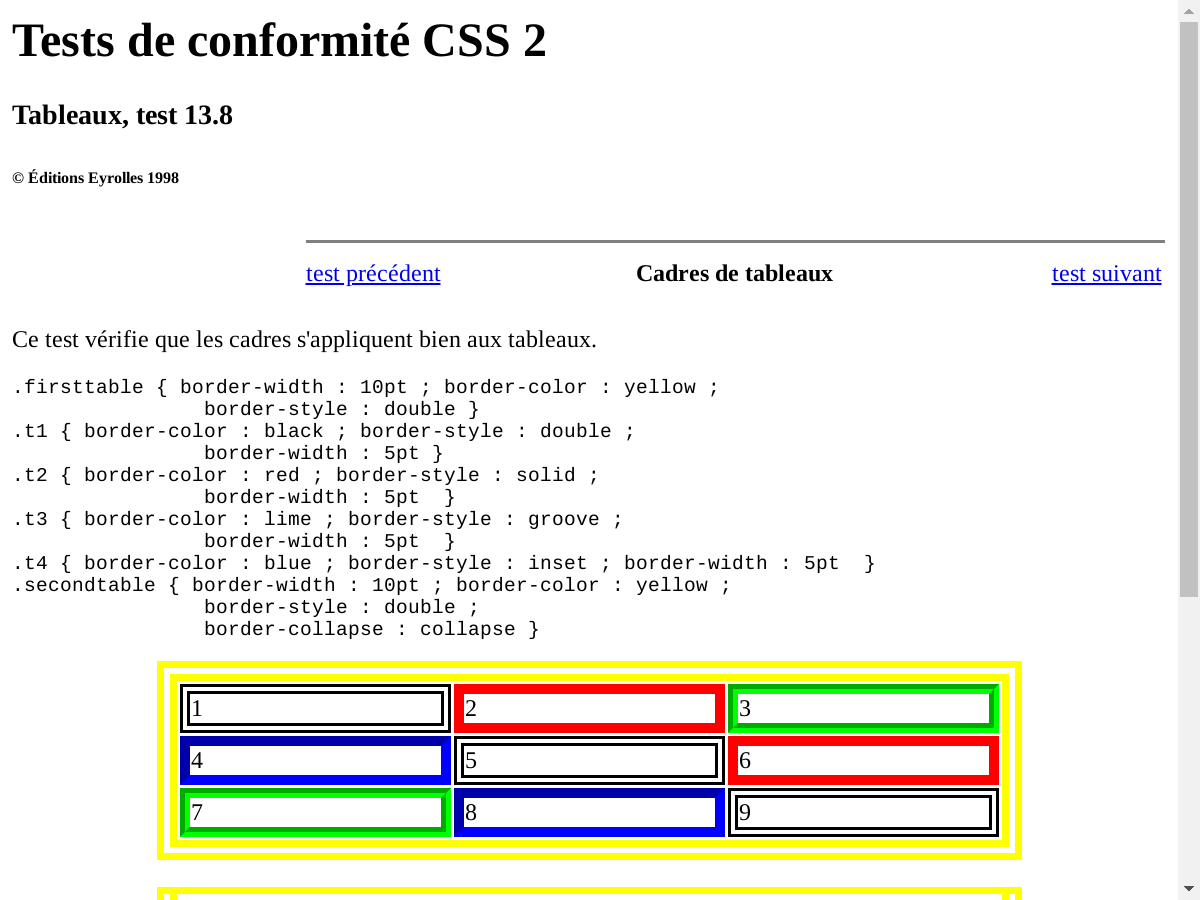 Tests de conformité CSS 2
Tableaux, test 13.8
© Éditions Eyrolles 1998
test précédent Cadres de tableaux test suivant
Ce test vérifie que les cadres s'appliquent bien aux tableaux.
.firsttable { border-width : 10pt ; border-color : yellow ;
border-style : double }
.t1 { border-color : black ; border-style : double ;
border-width : 5pt }
.t2 { border-color : red ; border-style : solid ;
border-width : 5pt  }
.t3 { border-color : lime ; border-style : groove ;
border-width : 5pt  }
.t4 { border-color : blue ; border-style : inset ; border-width : 5pt  }
.secondtable { border-width : 10pt ; border-color : yellow ;
border-style : double ;
border-collapse : collapse }
1 2 3
4 5 6
7 8 9